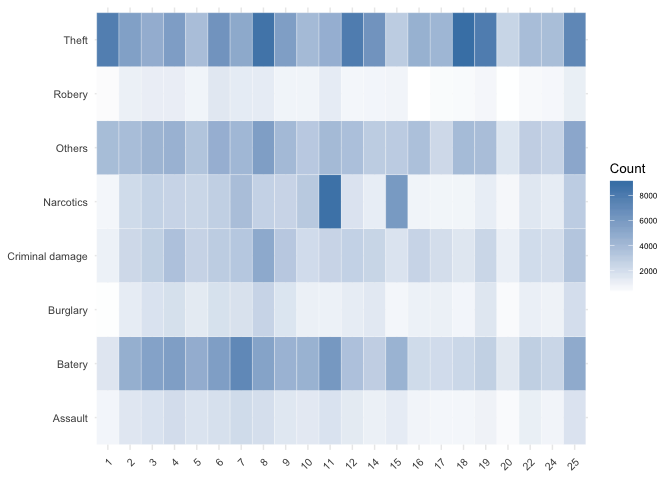 Theft
Robery
Others
Narcotics
Criminal damage
Burglary
Batery
Assault
1 2 3 4 5 6 7 8 9 10 11 12 14 15 16 17 18 19 20 22 24 25
Count
8000
6000
4000
2000